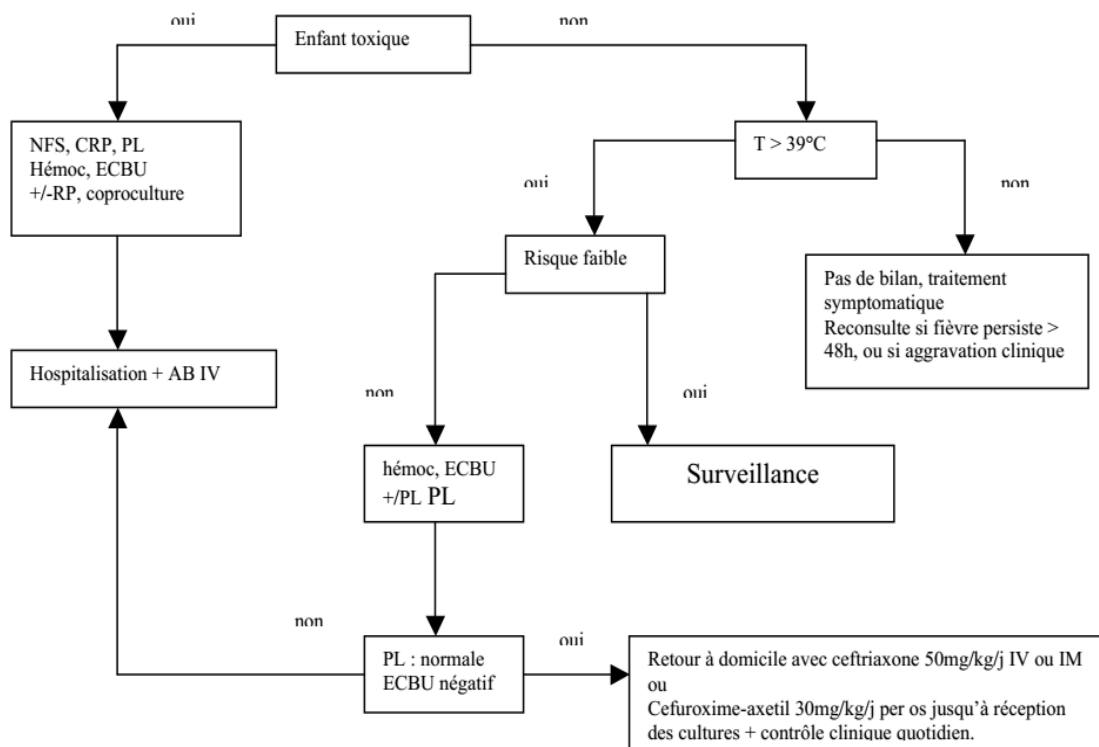 oui
non
Enfant toxique
NFS, CRP, PL
Hémoc, ECBU
+/-RP, coproculture
T > 39°C
oui
non
Risque faible
Pas de bilan, traitement
symptomatique
Reconsulte si fièvre persiste >
48h, ou si aggravation clinique
Hospitalisation + AB IV
non
oui
hémoc, ECBU
+/PL PL
Surveillance
non
oui
PL : normale
ECBU négatif
Retour à domicile avec ceftriaxone 50mg/kg/j IV ou IM
ou
Cefuroxime-axetil 30mg/kg/j per os jusqu’à réception
des cultures + contrôle clinique quotidien.